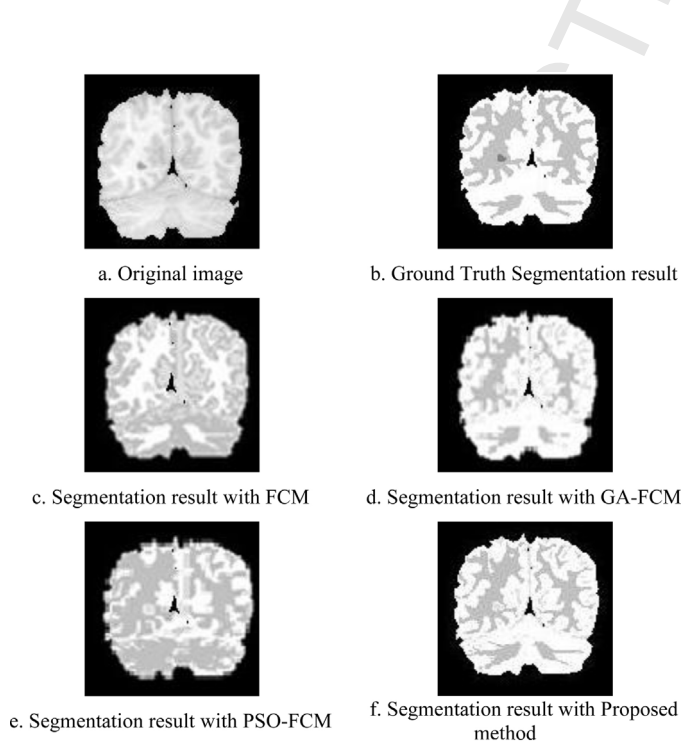 a. Original image
b. Ground Truth Segmentation result
c. Segmentation result with FCM
d. Segmentation result with GA-FCM
e. Segmentation result with PSO-FCM
f. Segmentation result with Proposed
method